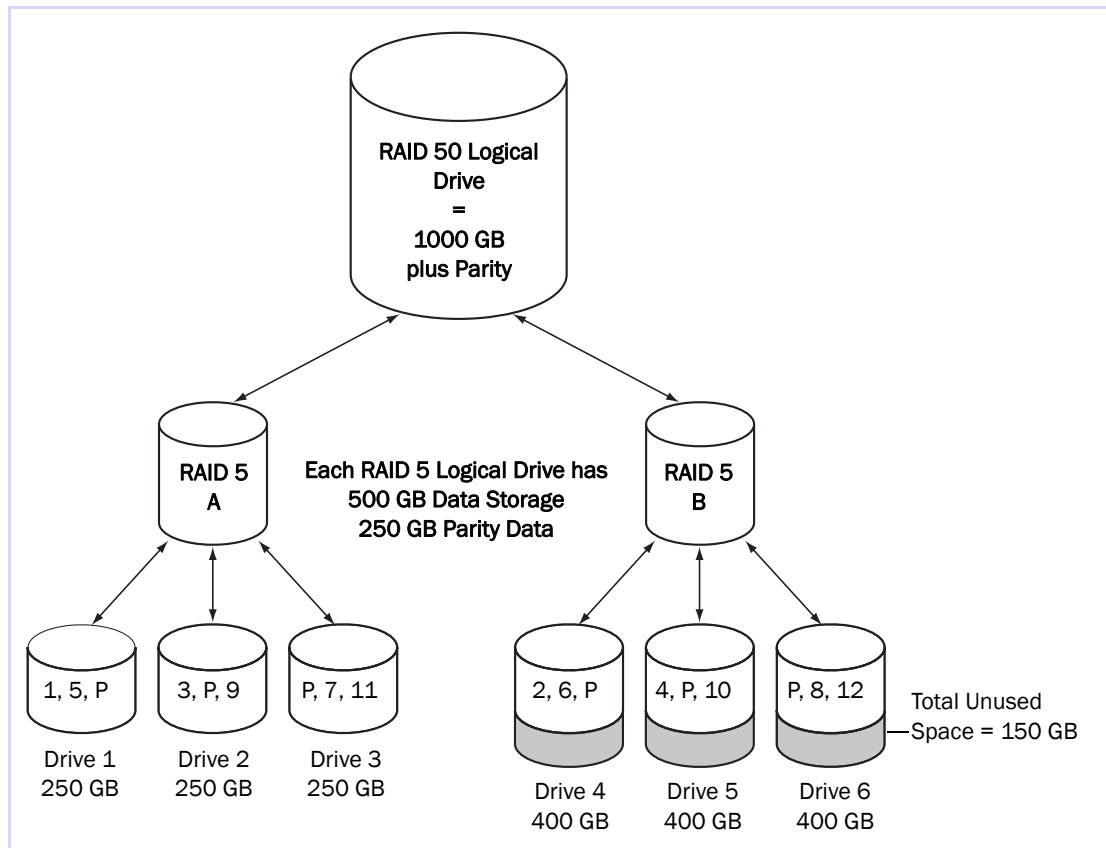 RAID 50 Logical
Drive
=
1000 GB
plus Parity
RAID 5
A
Each RAID 5 Logical Drive has
500 GB Data Storage
250 GB Parity Data
RAID 5
B
1, 5, P
3, P, 9
P, 7, 11
2, 6, P
4, P, 10
P, 8, 12
Total Unused
Space = 150 GB
Drive 1
250 GB
Drive 2
250 GB
Drive 3
250 GB
Drive 4
400 GB
Drive 5
400 GB
Drive 6
400 GB